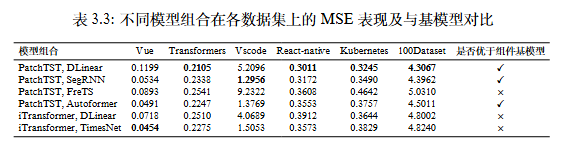 表 3.3: 不同模型组合在各数据集上的 MSE 表现及与基模型对比
模型组合 Vue Transformers Vscode React-native Kubernetes 100Dataset 是否优于组件基模型
PatchTST, DLinear 0.1199 0.2105 5.2096 0.3011 0.3245 4.3067 ✓
PatchTST, SegRNN 0.0534 0.2338 1.2956 0.3172 0.3490 4.3962 ✓
PatchTST, FreTS 0.0893 0.2541 9.2322 0.3608 0.4642 5.0310 ×
PatchTST, Autoformer 0.0491 0.2247 1.3769 0.3553 0.3757 4.5011 ✓
iTransformer, DLinear 0.0718 0.2510 4.0689 0.3912 0.3644 4.8002 ×
iTransformer, TimesNet 0.0454 0.2275 1.5053 0.3573 0.3829 4.8240 ×